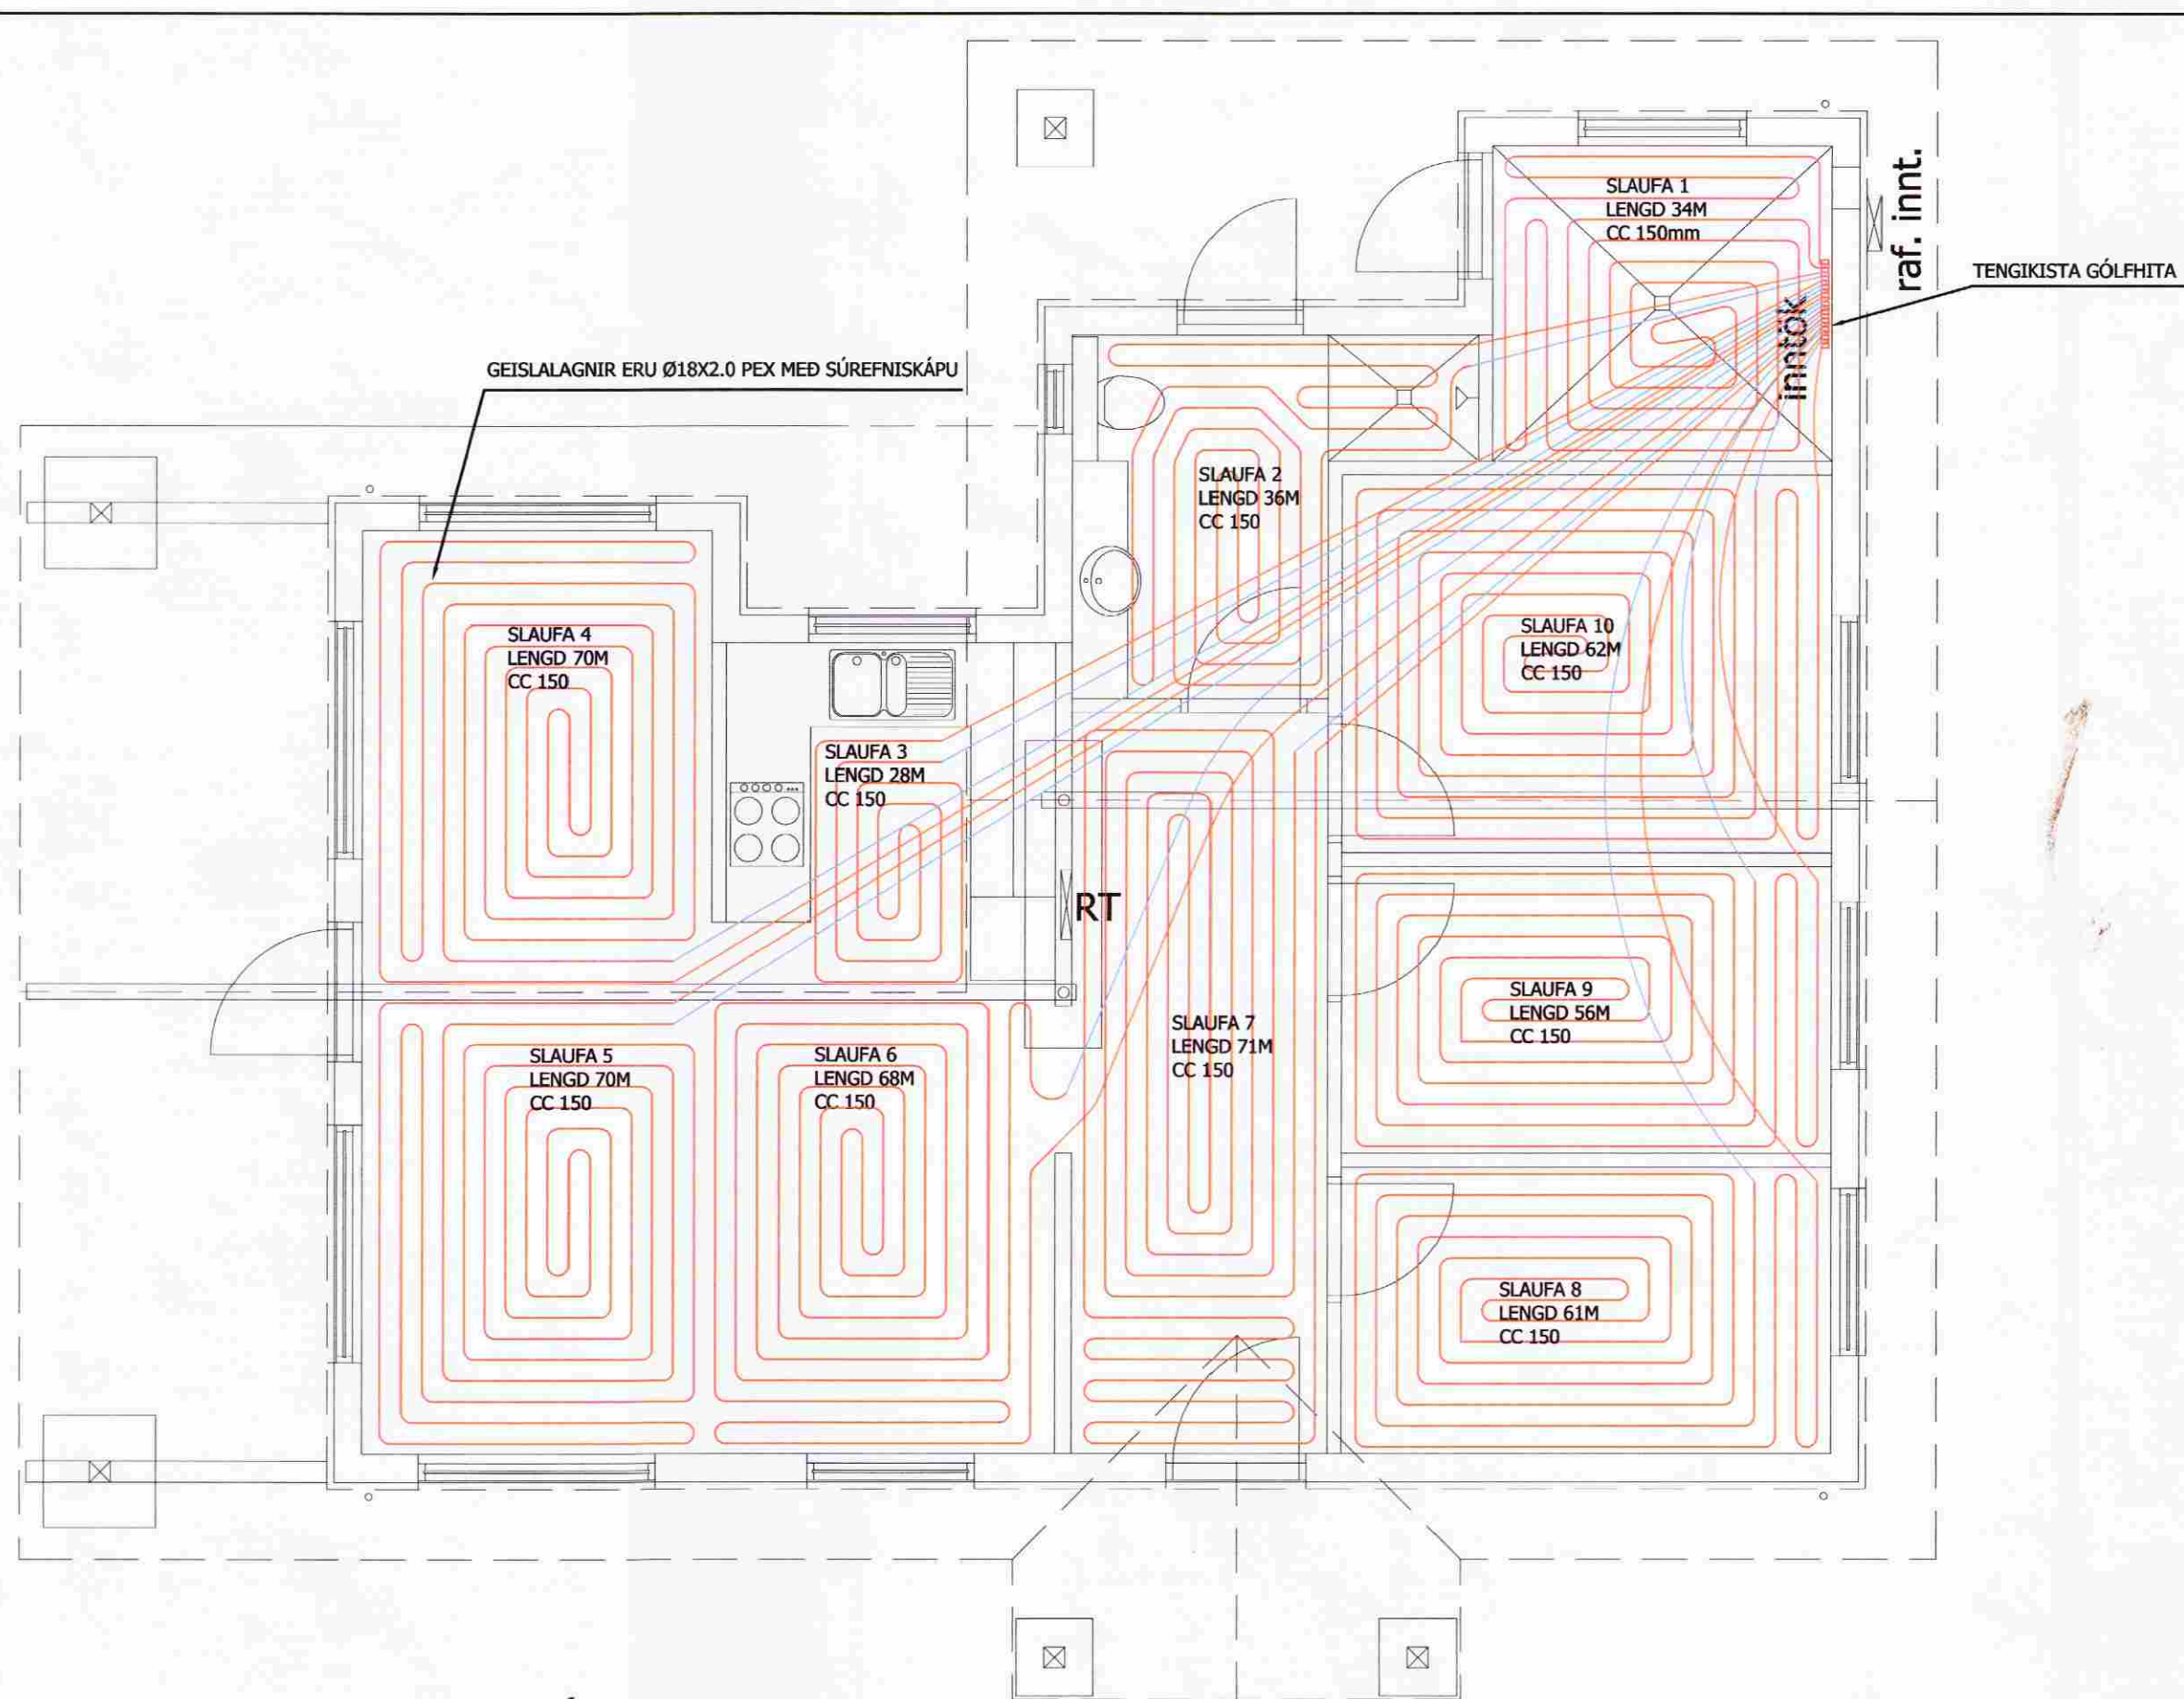 SLAUFA 1
LENGD 34M
CC 150mm
raf. innt.
TENGIKISTA GÓLFHITA
inntök
GEISLALAGNIR ERU Ø18X2.0 PEX MEÐ SÚREFNISKÁPU
SLAUFA 2
LENGD 36M
CC 150
SLAUFA 4
LENGD 70M
CC 150
SLAUFA 10
LENGD 62M
CC 150
SLAUFA 3
LENGD 28M
CC 150
RT
SLAUFA 9
LENGD 56M
CC 150
SLAUFA 7
LENGD 71M
CC 150
SLAUFA 5
LENGD 70M
CC 150
SLAUFA 6
LENGD 68M
CC 150
SLAUFA 8
LENGD 61M
CC 150